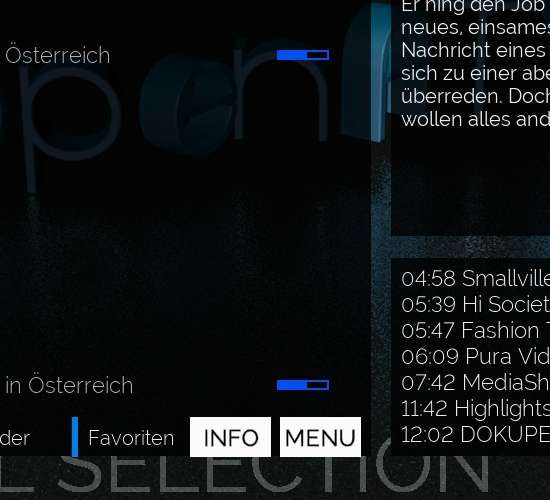 Österreich
in Österreich
der
Favoriten
INFO
MENU
Er hing den Job
neues, einsames
Nachricht eines
sich zu einer abe
überreden. Doch
wollen alles and
04:58 Smallville
05:39 Hi Societ
05:47 Fashion T
06:09 Pura Vid
07:42 MediaSh
11:42 Highlights
12:02 DOKUPE
L SELECTION
open